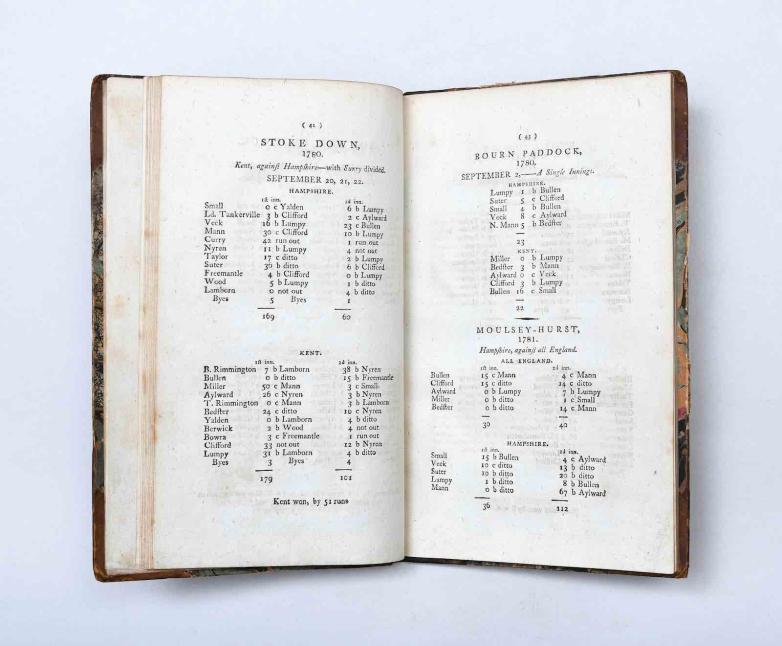 ( 42 )
STOKE DOWN,
1780.
Kent, againſt Hampſhire—with Surry divided.
SEPTEMBER 20, 21, 22.
HAMPSHIRE.
1ſt inn. 2d inn.
Small 0 c Yalden 6 b Lumpy
Ld. Tankerville 3 b Clifford 2 c Aylward
Veck 16 b Lumpy 23 c Bullen
Mann 30 c Clifford 10 b Lumpy
Curry 42 run out 1 run out
Nyren 11 b Lumpy 4 not out
Taylor 17 c ditto 2 b Lumpy
Suter 36 b ditto 6 b Clifford
Freemantle 4 b Clifford 0 b Lumpy
Wood 5 b Lumpy 1 b ditto
Lamborn 0 not out 4 b ditto
Byes 5 Byes 1
169 60
KENT.
1ſt inn. 2d inn.
B. Rimmington 7 b Lamborn 38 b Nyren
Bullen 0 b ditto 15 b Freemantle
Miller 50 c Mann 3 c Small
Aylward 26 c Nyren 3 b Nyren
T. Rimmington 0 c Mann 3 b Lamborn
Bedſter 24 c ditto 10 c Nyren
Yalden 0 b Lamborn 4 b ditto
Berwick 2 b Wood 4 not out
Bowra 3 c Freemantle 1 run out
Clifford 33 not out 12 b Nyren
Lumpy 31 b Lamborn 4 b ditto
Byes 3 Byes 4
179 101
Kent won, by 51 runs
( 43 )
BOURN PADDOCK,
1780.
SEPTEMBER 2.—A Single Innings.
HAMPSHIRE.
Lumpy 1 b Bullen
Suter 5 c Clifford
Small 4 b Bullen
Veck 8 c Aylward
N. Mann 5 b Bedſter
23
KENT.
Miller 0 b Lumpy
Bedſter 3 b Mann
Aylward 0 c Veck
Clifford 3 b Lumpy
Bullen 16 c Small
22
MOULSEY-HURST,
1781.
Hampſhire, againſt all England.
ALL ENGLAND.
1ſt inn. 2d inn.
Bullen 15 c Mann 4 c Mann
Clifford 15 c ditto 14 c ditto
Aylward 0 b Lumpy 7 b Lumpy
Miller 0 b ditto 1 c Small
Bedſter 0 b ditto 14 c Mann
30 40
HAMPSHIRE.
1ſt inn. 2d inn.
Small 15 b Bullen 4 c Aylward
Veck 10 c ditto 13 b ditto
Suter 10 b ditto 20 b ditto
Lumpy 1 b ditto 8 b Bullen
Mann 0 b ditto 67 b Aylward
36 112